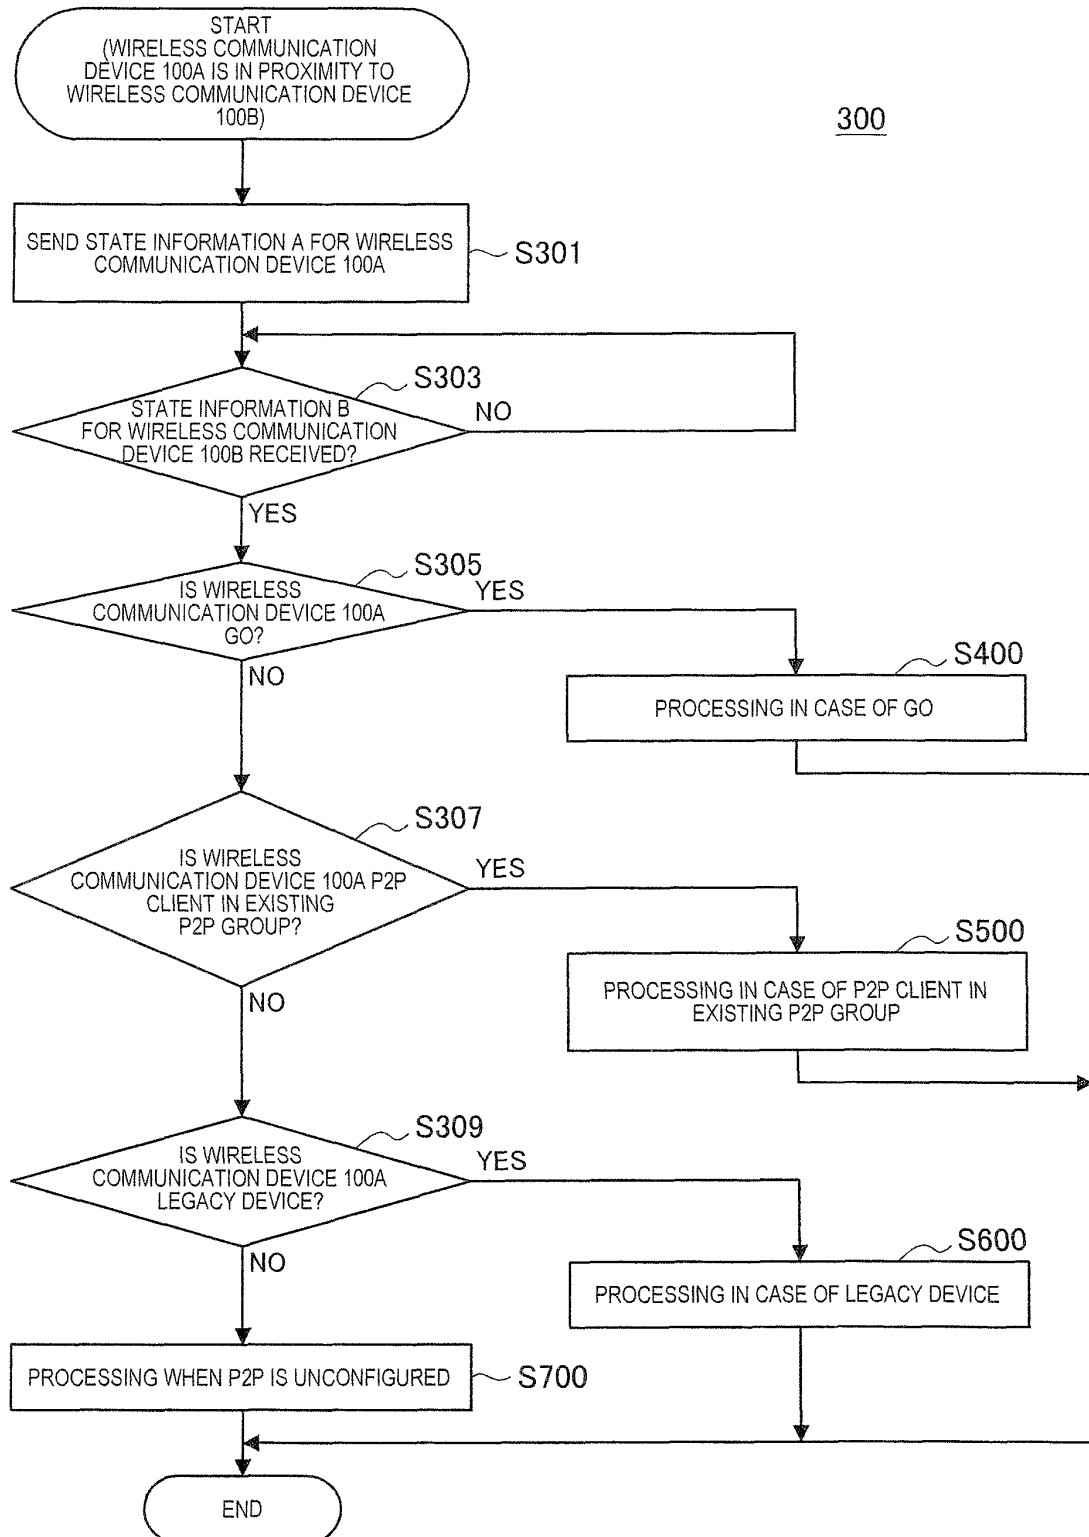 START
(WIRELESS COMMUNICATION
DEVICE 100A IS IN PROXIMITY TO
WIRELESS COMMUNICATION DEVICE
100B)
300
SEND STATE INFORMATION A FOR WIRELESS
COMMUNICATION DEVICE 100A
S301
S303
STATE INFORMATION B
FOR WIRELESS COMMUNICATION
DEVICE 100B RECEIVED?
NO
YES
S305
IS WIRELESS
COMMUNICATION DEVICE 100A
GO?
YES
NO
S400
PROCESSING IN CASE OF GO
S307
IS WIRELESS
COMMUNICATION DEVICE 100A P2P
CLIENT IN EXISTING
P2P GROUP?
YES
NO
S500
PROCESSING IN CASE OF P2P CLIENT IN
EXISTING P2P GROUP
S309
IS WIRELESS
COMMUNICATION DEVICE 100A
LEGACY DEVICE?
YES
NO
S600
PROCESSING IN CASE OF LEGACY DEVICE
PROCESSING WHEN P2P IS UNCONFIGURED
S700
END